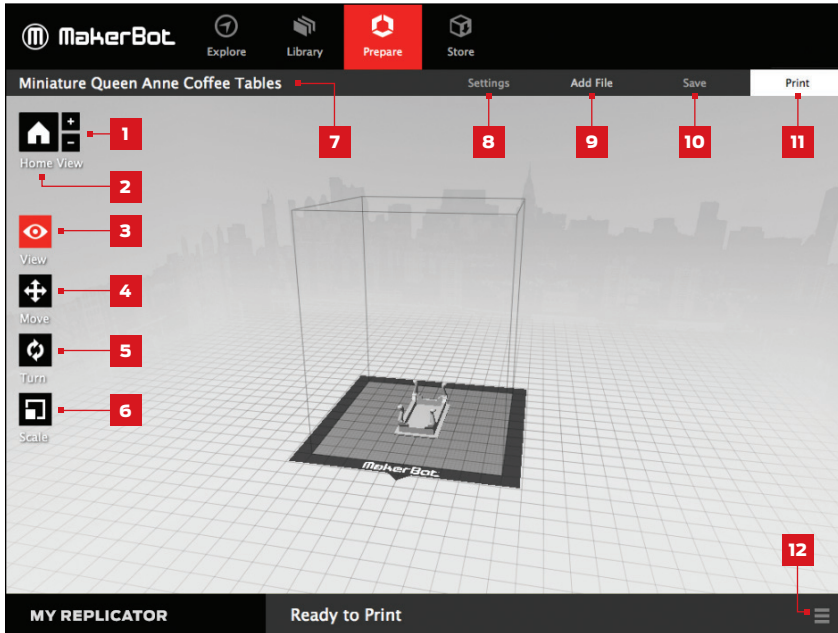 MakerBot
Explore
Library
Prepare
Store
Miniature Queen Anne Coffee Tables
Settings
Add File
Save
Print
7
8
9
10
11
+
-
1
Home View
2
3
View
4
Move
5
Turn
6
Scale
MakerBot
12
MY REPLICATOR
Ready to Print